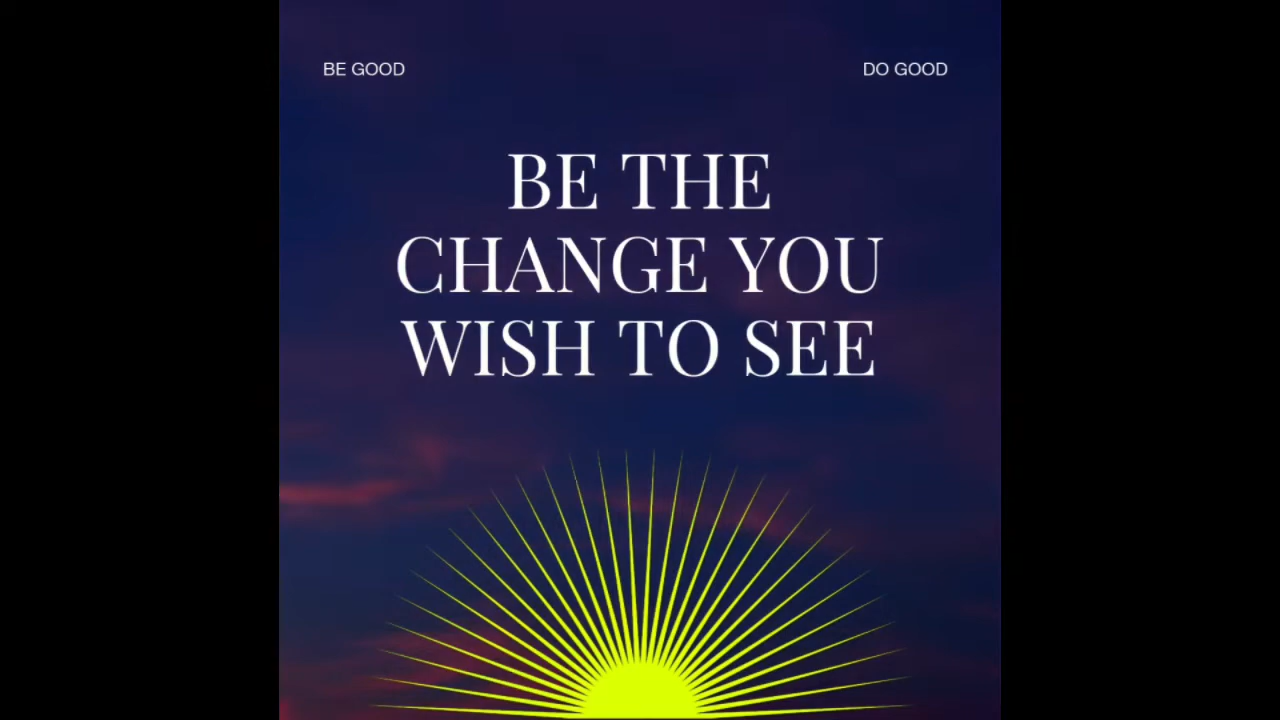 BE GOOD
DO GOOD
BE THE
CHANGE YOU
WISH TO SEE